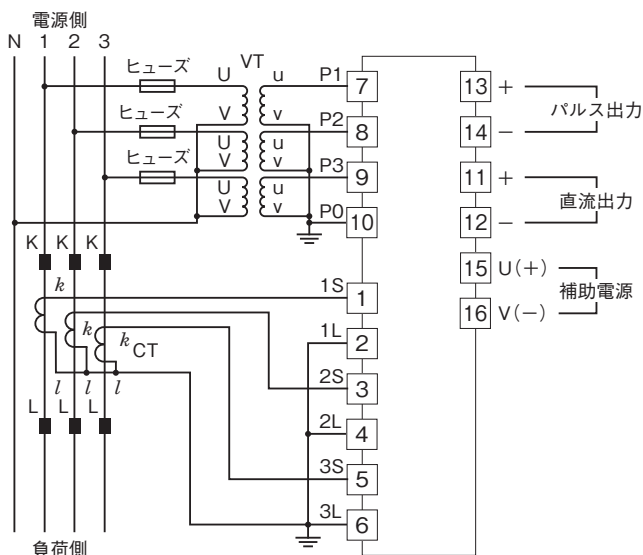 電源側
N 1 2 3
ヒューズ
ヒューズ
ヒューズ
VT
U u
V v
U u
V v
U u
V v
P1 7
P2 8
P3 9
P0 10
13 +
14 −
パルス出力
11 +
12 −
直流出力
15 U(+)
16 V(−)
補助電源
K K K
k
k
k
CT
l l l
L L L
1S 1
1L 2
2S 3
2L 4
3S 5
3L 6
負荷側